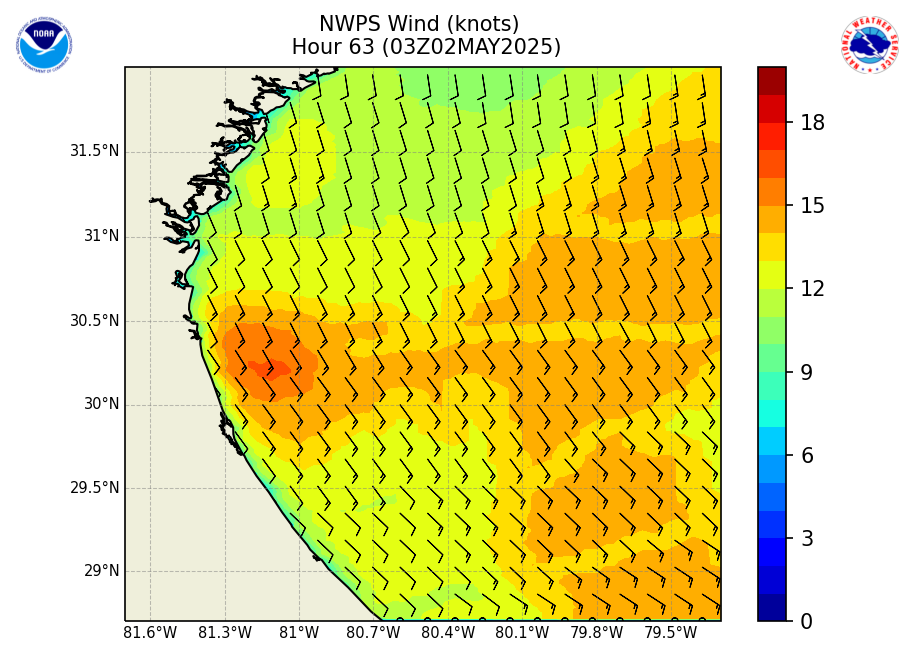 NWPS Wind (knots)
Hour 63 (03Z02MAY2025)
NOAA
NATIONAL WEATHER SERVICE
31.5°N
31°N
30.5°N
30°N
29.5°N
29°N
81.6°W 81.3°W 81°W 80.7°W 80.4°W 80.1°W 79.8°W 79.5°W
18
15
12
9
6
3
0